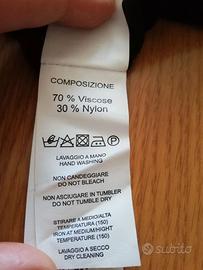 COMPOSIZIONE
70 % Viscose
30 % Nylon
LAVAGGIO A MANO
HAND WASHING
NON CANDEGGIARE
DO NOT BLEACH
NON ASCIUGARE IN TUMBLER
DO NOT TUMBLE DRY
STIRARE A MEDIO/ALTA
TEMPERATURA (150)
IRON AT MEDIUM/HIGHT
TEMPERATURE (150)
LAVAGGIO A SECCO
DRY CLEANING
subito